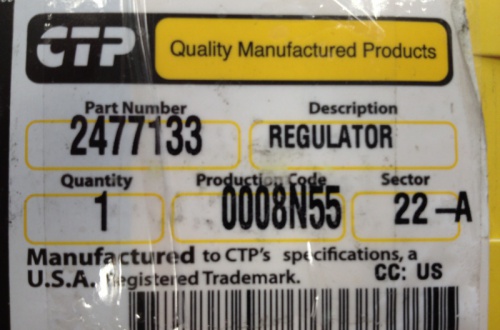 CTP Quality Manufactured Products
Part Number Description
2477133 REGULATOR
Quantity Production Code Sector
1 0008N55 22-A
Manufactured to CTP's specifications, a
U.S.A. Registered Trademark. CC: US